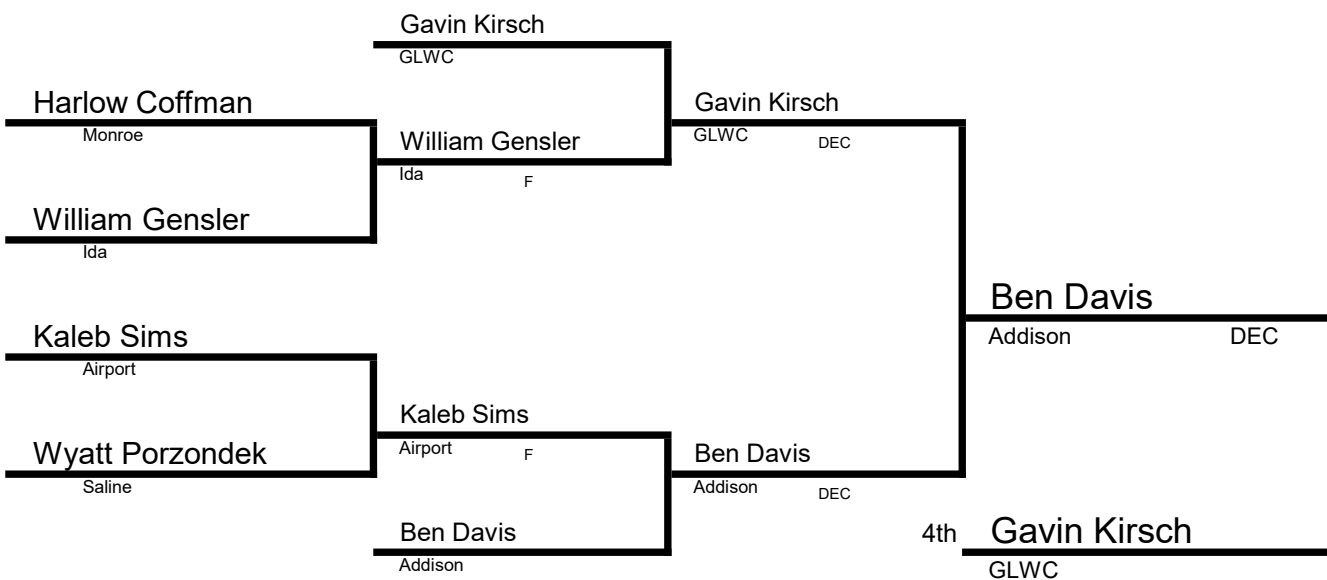 Gavin Kirsch
GLWC
Harlow Coffman
Monroe
Gavin Kirsch
GLWC DEC
William Gensler
Ida F
William Gensler
Ida
Ben Davis
Addison DEC
Kaleb Sims
Airport
Kaleb Sims
Airport F
Wyatt Porzondek
Saline
Ben Davis
Addison DEC
Ben Davis
Addison
4th Gavin Kirsch
GLWC